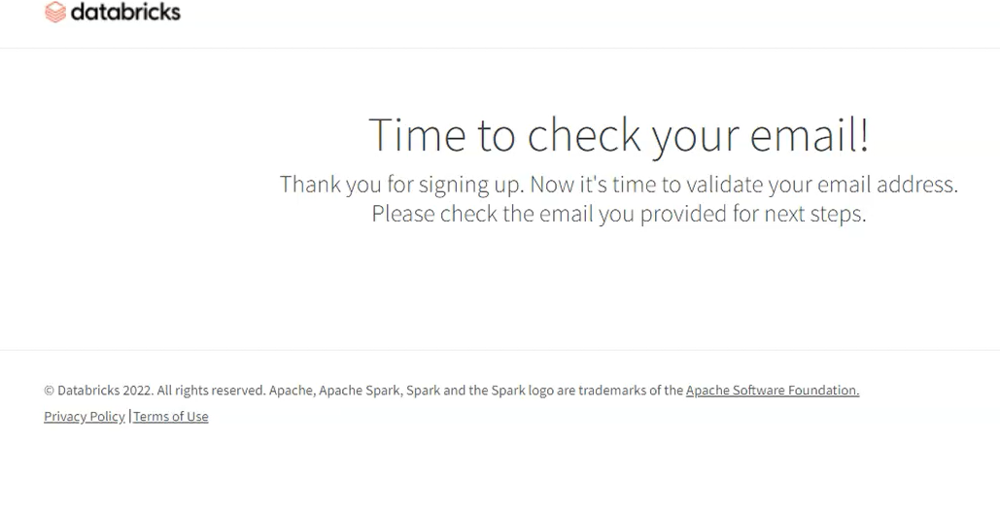 databricks
Time to check your email!
Thank you for signing up. Now it's time to validate your email address.
Please check the email you provided for next steps.
© Databricks 2022. All rights reserved. Apache, Apache Spark, Spark and the Spark logo are trademarks of the Apache Software Foundation.
Privacy Policy | Terms of Use